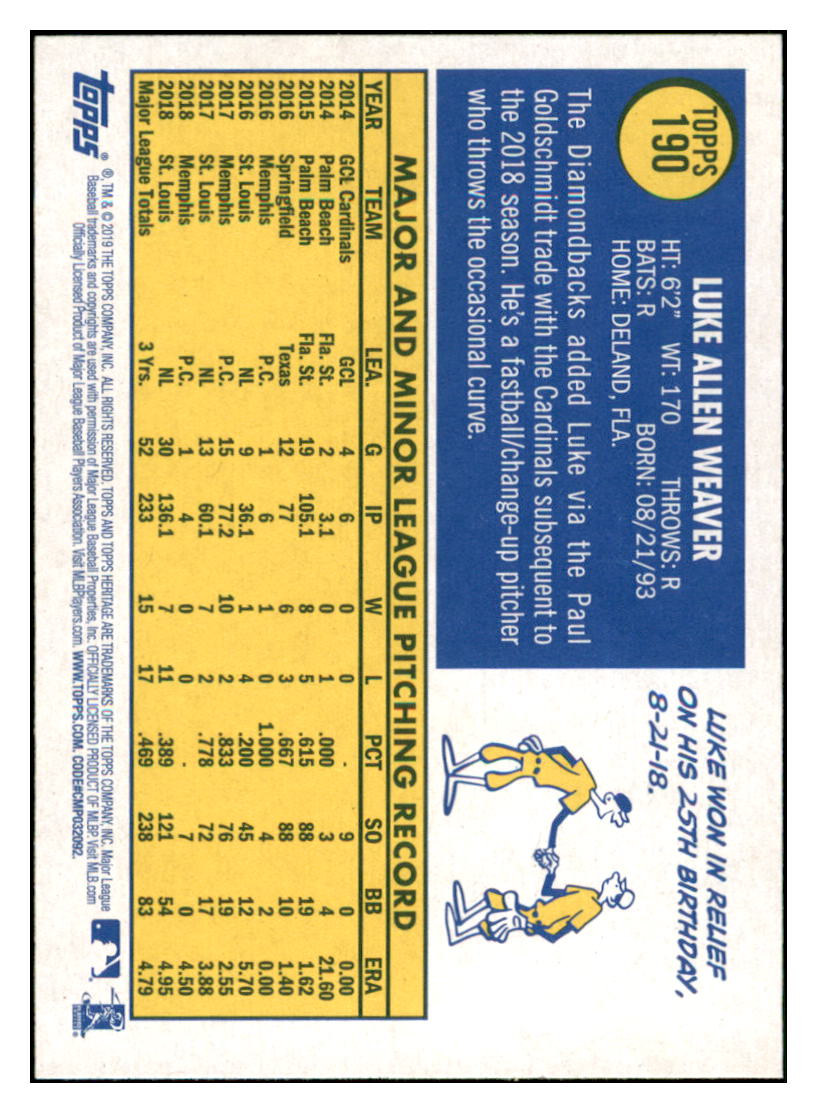 TOPPS
190
LUKE ALLEN WEAVER
HT: 6'2" WT: 170 THROWS: R
BATS: R BORN: 08/21/93
HOME: DELAND, FLA.
The Diamondbacks added Luke via the Paul
Goldschmidt trade with the Cardinals subsequent to
the 2018 season. He's a fastball/change-up pitcher
who throws the occasional curve.
LUKE WON IN RELIEF
ON HIS 25TH BIRTHDAY,
8-21-18.
MAJOR AND MINOR LEAGUE PITCHING RECORD
YEAR TEAM LEA. G IP W L PCT SO BB ERA
2014 GCL Cardinals GCL 4 6 0 0 - 9 0 0.00
2014 Palm Beach Fla. St. 2 3.1 0 1 .000 3 4 21.60
2015 Palm Beach Fla. St. 19 105.1 8 5 .615 88 19 1.62
2016 Springfield Texas 12 77 6 3 .667 88 10 1.40
2016 Memphis P.C. 1 6 1 0 1.000 4 2 0.00
2016 St. Louis NL 9 36.1 1 4 .200 45 12 5.70
2017 Memphis P.C. 15 77.2 10 2 .833 76 19 2.55
2017 St. Louis NL 13 60.1 7 2 .778 72 17 3.88
2018 Memphis P.C. 1 4 0 0 - 7 0 4.50
2018 St. Louis NL 30 136.1 7 11 .389 121 54 4.95
Major League Totals 3 Yrs. 52 233 15 17 .469 238 83 4.79
topps®
®, TM & © 2019 THE TOPPS COMPANY, INC. ALL RIGHTS RESERVED. TOPPS AND TOPPS HERITAGE ARE TRADEMARKS OF THE TOPPS COMPANY, INC. Major League
Baseball trademarks and copyrights are used with permission of Major League Baseball Properties, Inc. OFFICIALLY LICENSED PRODUCT OF MLBP. Visit MLB.com
Officially Licensed Product of Major League Baseball Players Association. Visit MLBPlayers.com. WWW.TOPPS.COM. CODE#CMP032092.